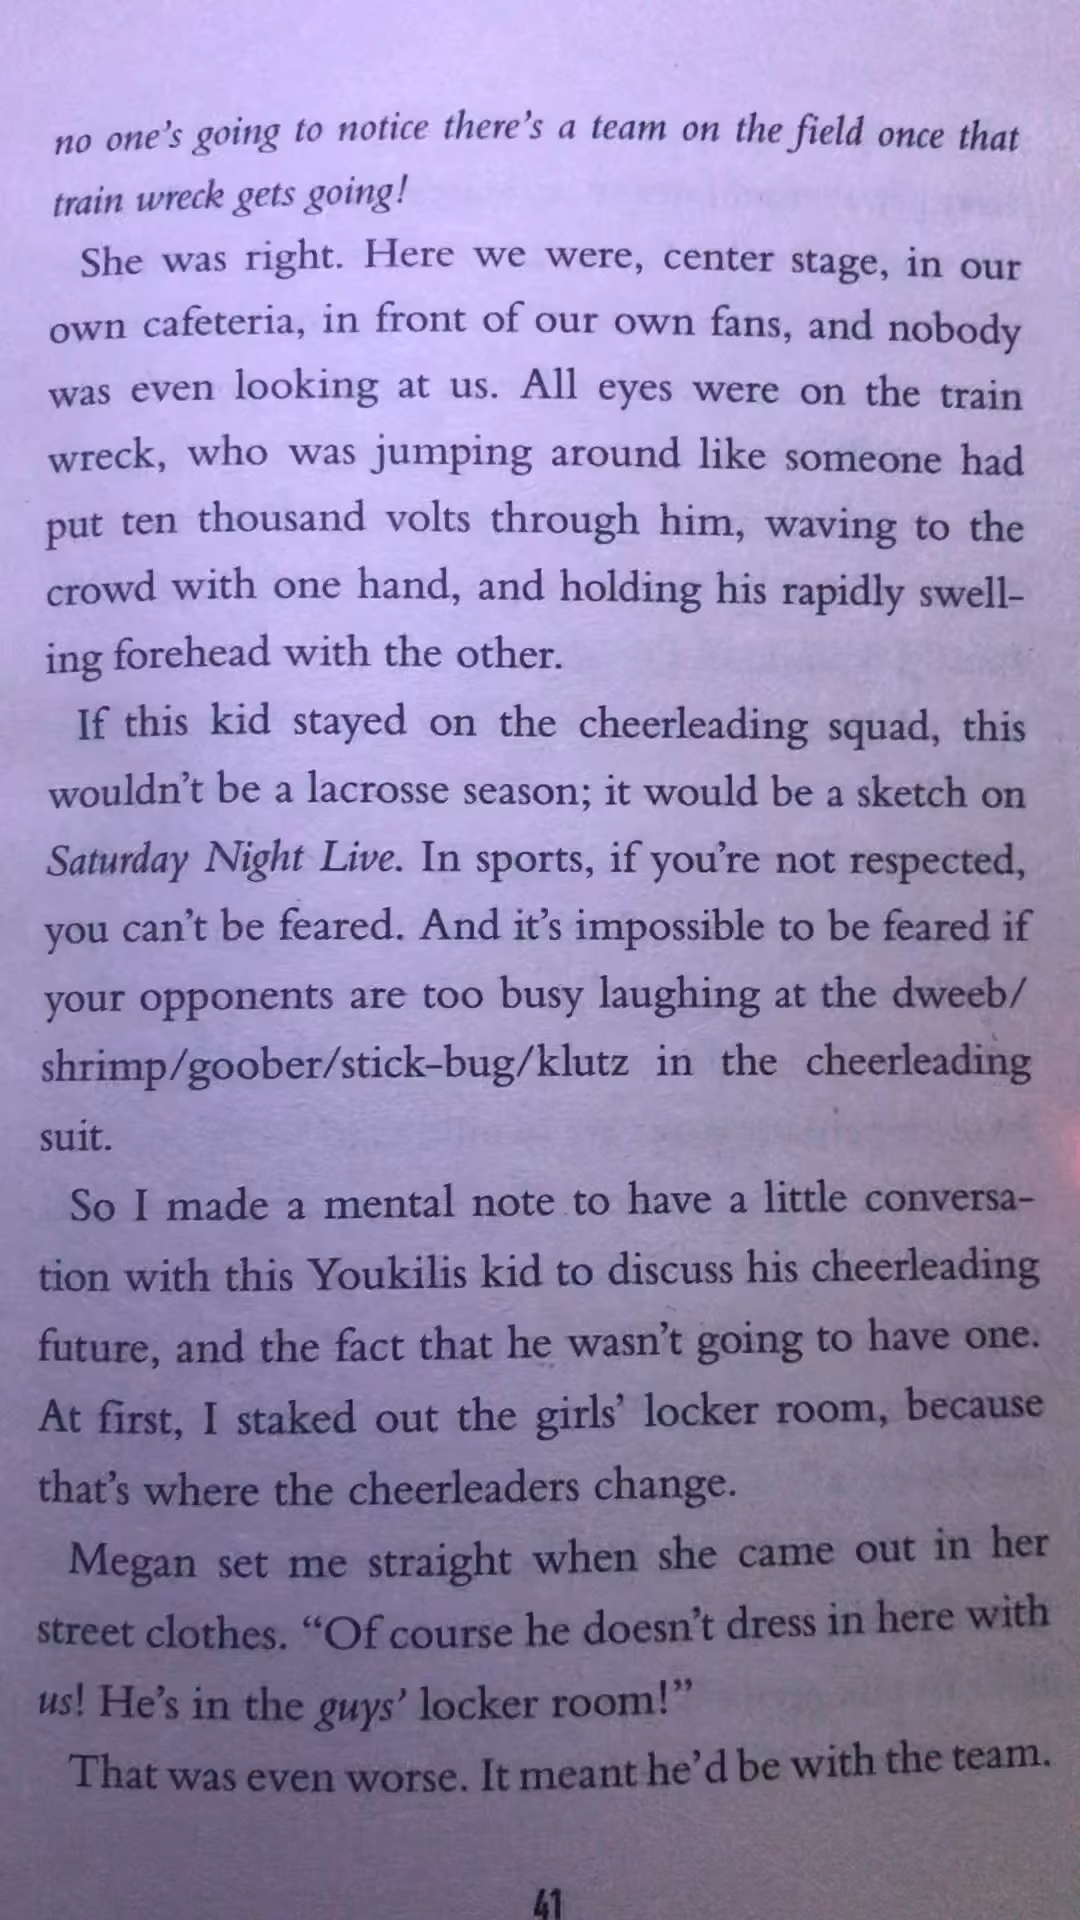 no one's going to notice there's a team on the field once that
train wreck gets going!
She was right. Here we were, center stage, in our
own cafeteria, in front of our own fans, and nobody
was even looking at us. All eyes were on the train
wreck, who was jumping around like someone had
put ten thousand volts through him, waving to the
crowd with one hand, and holding his rapidly swell-
ing forehead with the other.
If this kid stayed on the cheerleading squad, this
wouldn't be a lacrosse season; it would be a sketch on
Saturday Night Live. In sports, if you're not respected,
you can't be feared. And it's impossible to be feared if
your opponents are too busy laughing at the dweeb/
shrimp/goober/stick-bug/klutz in the cheerleading
suit.
So I made a mental note to have a little conversa-
tion with this Youkilis kid to discuss his cheerleading
future, and the fact that he wasn't going to have one.
At first, I staked out the girls' locker room, because
that's where the cheerleaders change.
Megan set me straight when she came out in her
street clothes. “Of course he doesn't dress in here with
us! He's in the guys' locker room!”
That was even worse. It meant he'd be with the team.
41